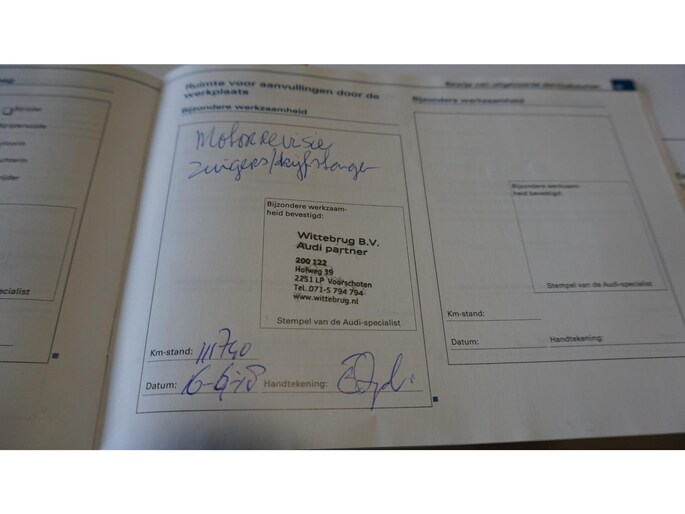 Ruimte voor aanvullingen door de
werkplaats
Bijzondere werkzaamheid
Motorrevisie
zuigers/drijfstangen
Bijzondere werkzaam-
heid bevestigd:
Wittebrug B.V.
Audi partner
200 122
Hofweg 39
2251 LP Voorschoten
Tel. 071-5 794 794
www.wittebrug.nl
Stempel van de Audi-specialist
Km-stand: 111740
Datum: Handtekening:
Bijzondere werkzaamheid
Bijzondere werkzaam-
heid bevestigd:
Stempel van de Audi-specialist
Km-stand:
Datum: Handtekening: